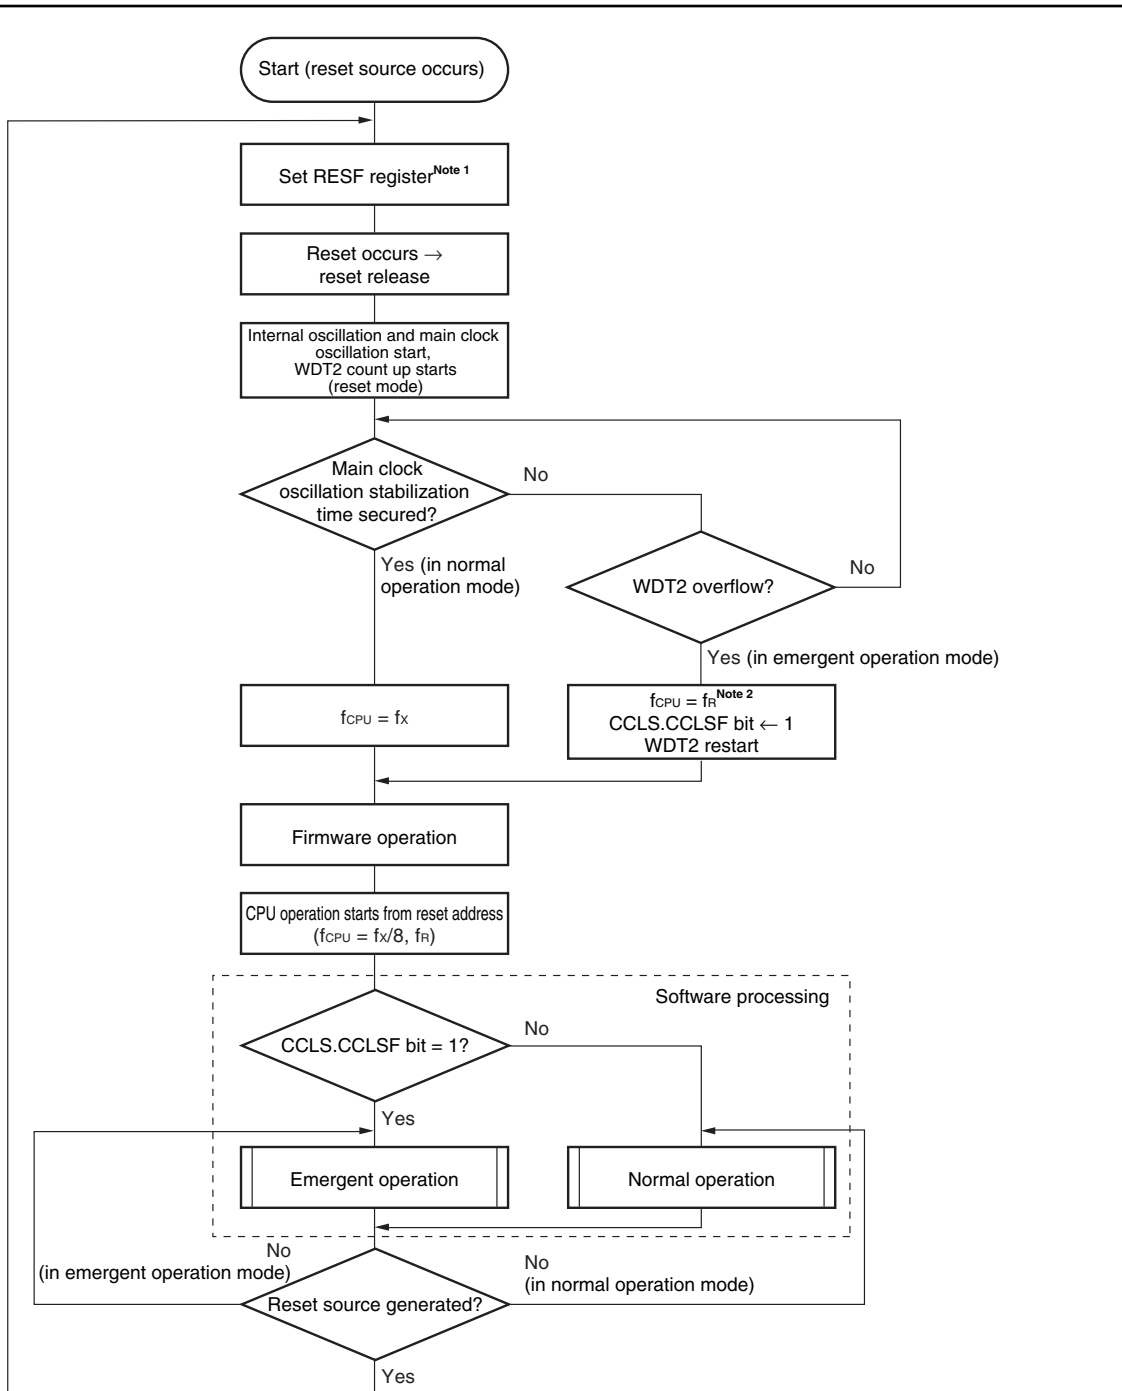 Start (reset source occurs)
Set RESF registerNote 1
Reset occurs →
reset release
Internal oscillation and main clock
oscillation start,
WDT2 count up starts
(reset mode)
Main clock
oscillation stabilization
time secured?
No
Yes (in normal
operation mode)
WDT2 overflow?
No
Yes (in emergent operation mode)
fCPU = fX
fCPU = fRNote 2
CCLS.CCLSF bit ← 1
WDT2 restart
Firmware operation
CPU operation starts from reset address
(fCPU = fX/8, fR)
Software processing
CCLS.CCLSF bit = 1?
No
Yes
Emergent operation
Normal operation
No
(in emergent operation mode)
No
(in normal operation mode)
Reset source generated?
Yes